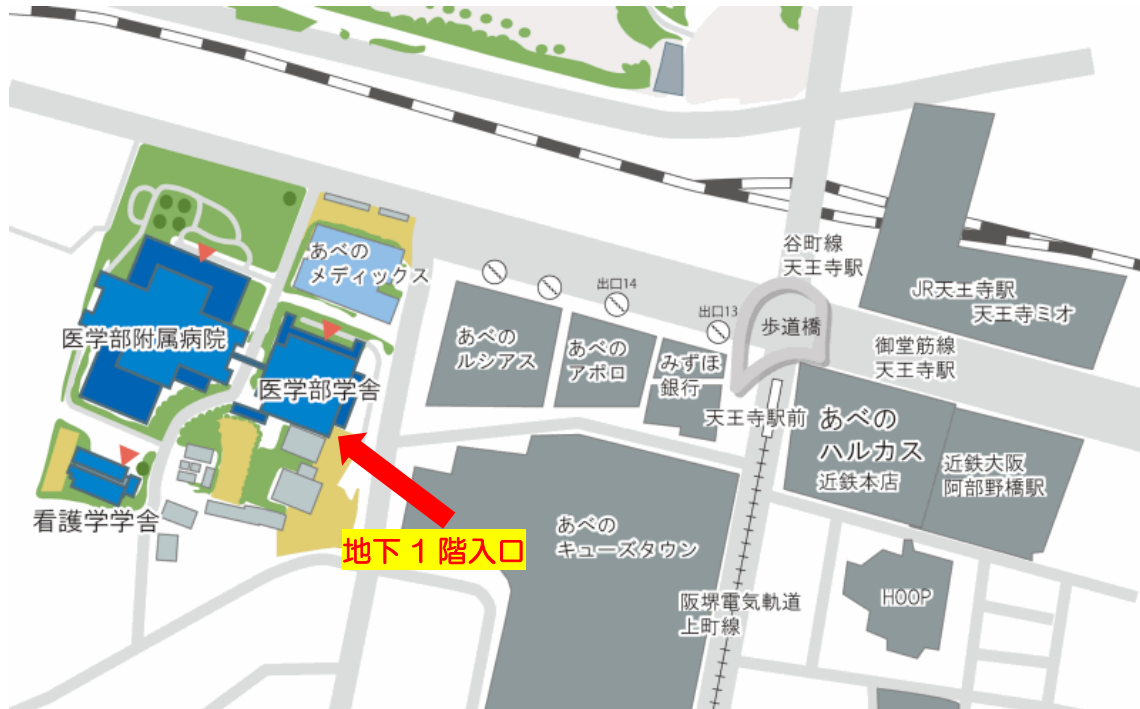 谷町線
天王寺駅
あべの
メディックス
出口14
JR天王寺駅
天王寺ミオ
出口13
歩道橋
医学部附属病院
あべの
ルシアス
あべの
アポロ
みずほ
銀行
御堂筋線
天王寺駅
医学部学舎
天王寺駅前
あべの
ハルカス
近鉄本店
近鉄大阪
阿部野橋駅
看護学学舎
地下1階入口
あべの
キューズタウン
阪堺電気軌道
上町線
HOOP